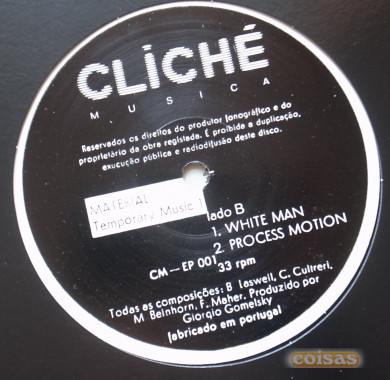 CLiCHÉ
MUSICA
Reservados os direitos do produtor fonográfico e do
proprietário da obra registada. É proibida a duplicação,
execução pública e radiodifusão deste disco.
MATERIAL
Temporary Music 1
lado B
1. WHITE MAN
2. PROCESS MOTION
CM — EP 001
33 rpm
Todas as composições: B Laswell, C. Cultreri,
M Beinhorn, F. Maher. Produzido por
Giorgio Gomelsky
fabricado em portugal
coisas